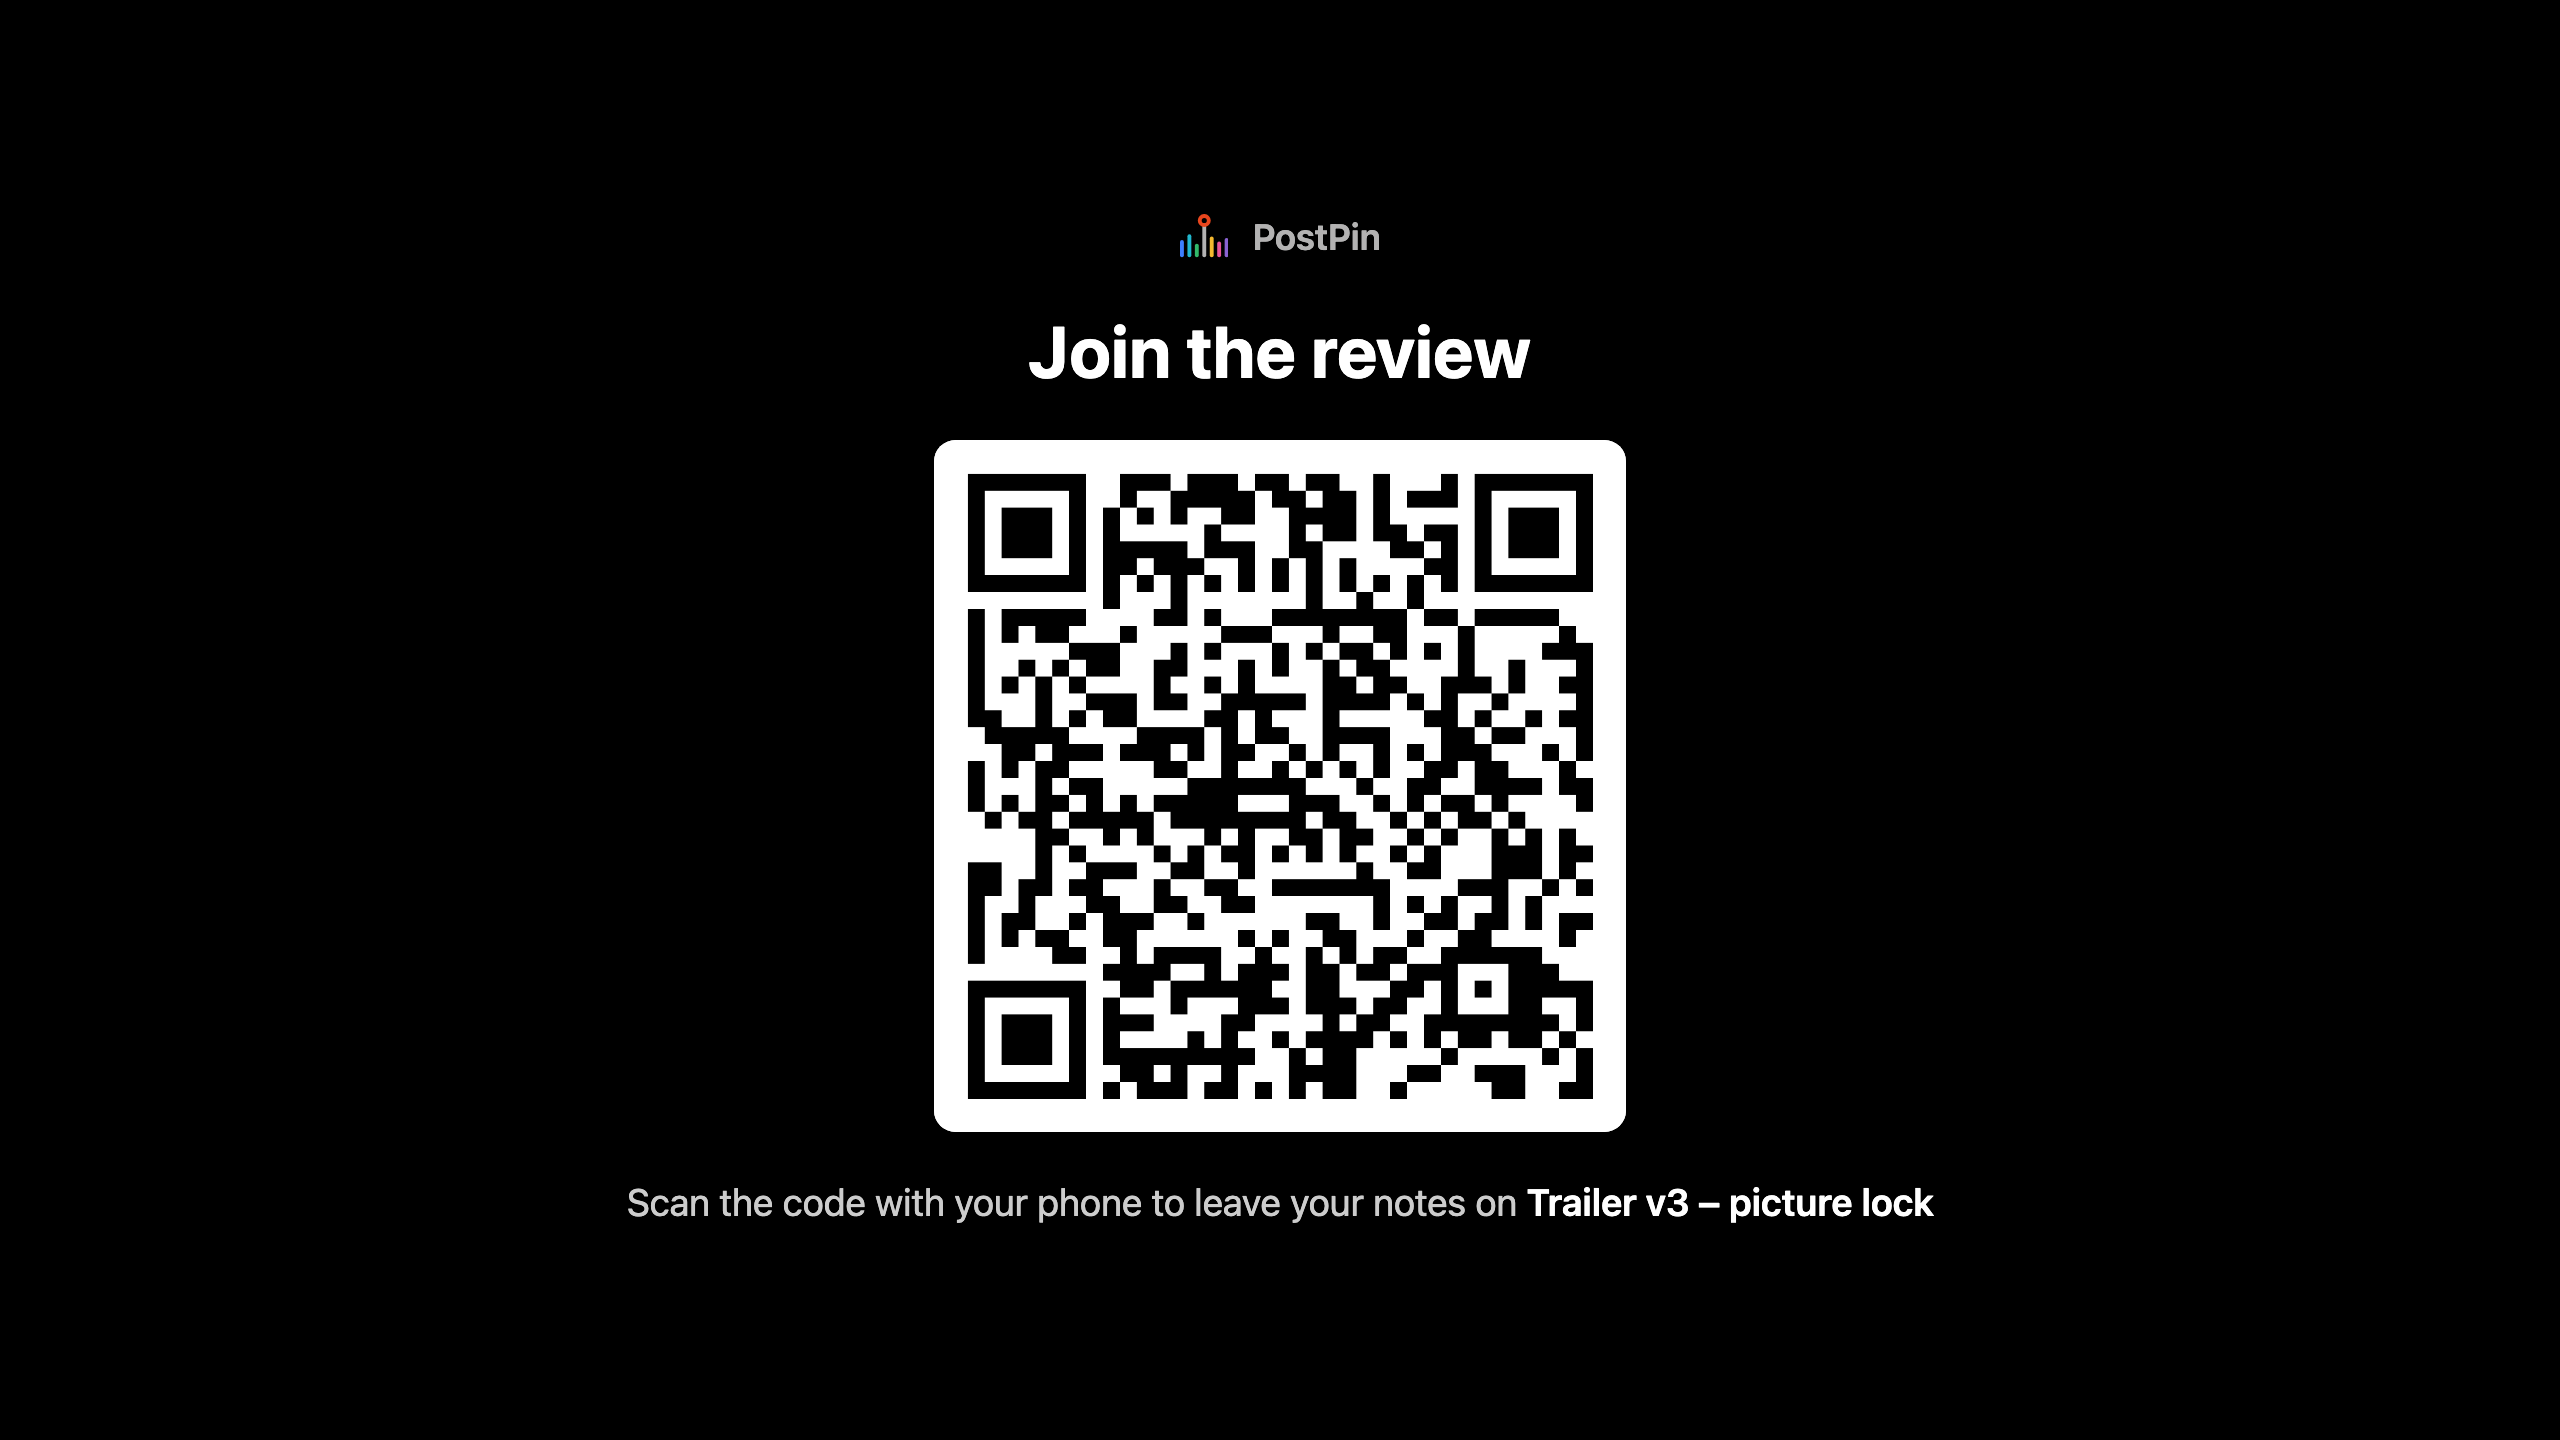 PostPin
Join the review
Scan the code with your phone to leave your notes on Trailer v3 – picture lock